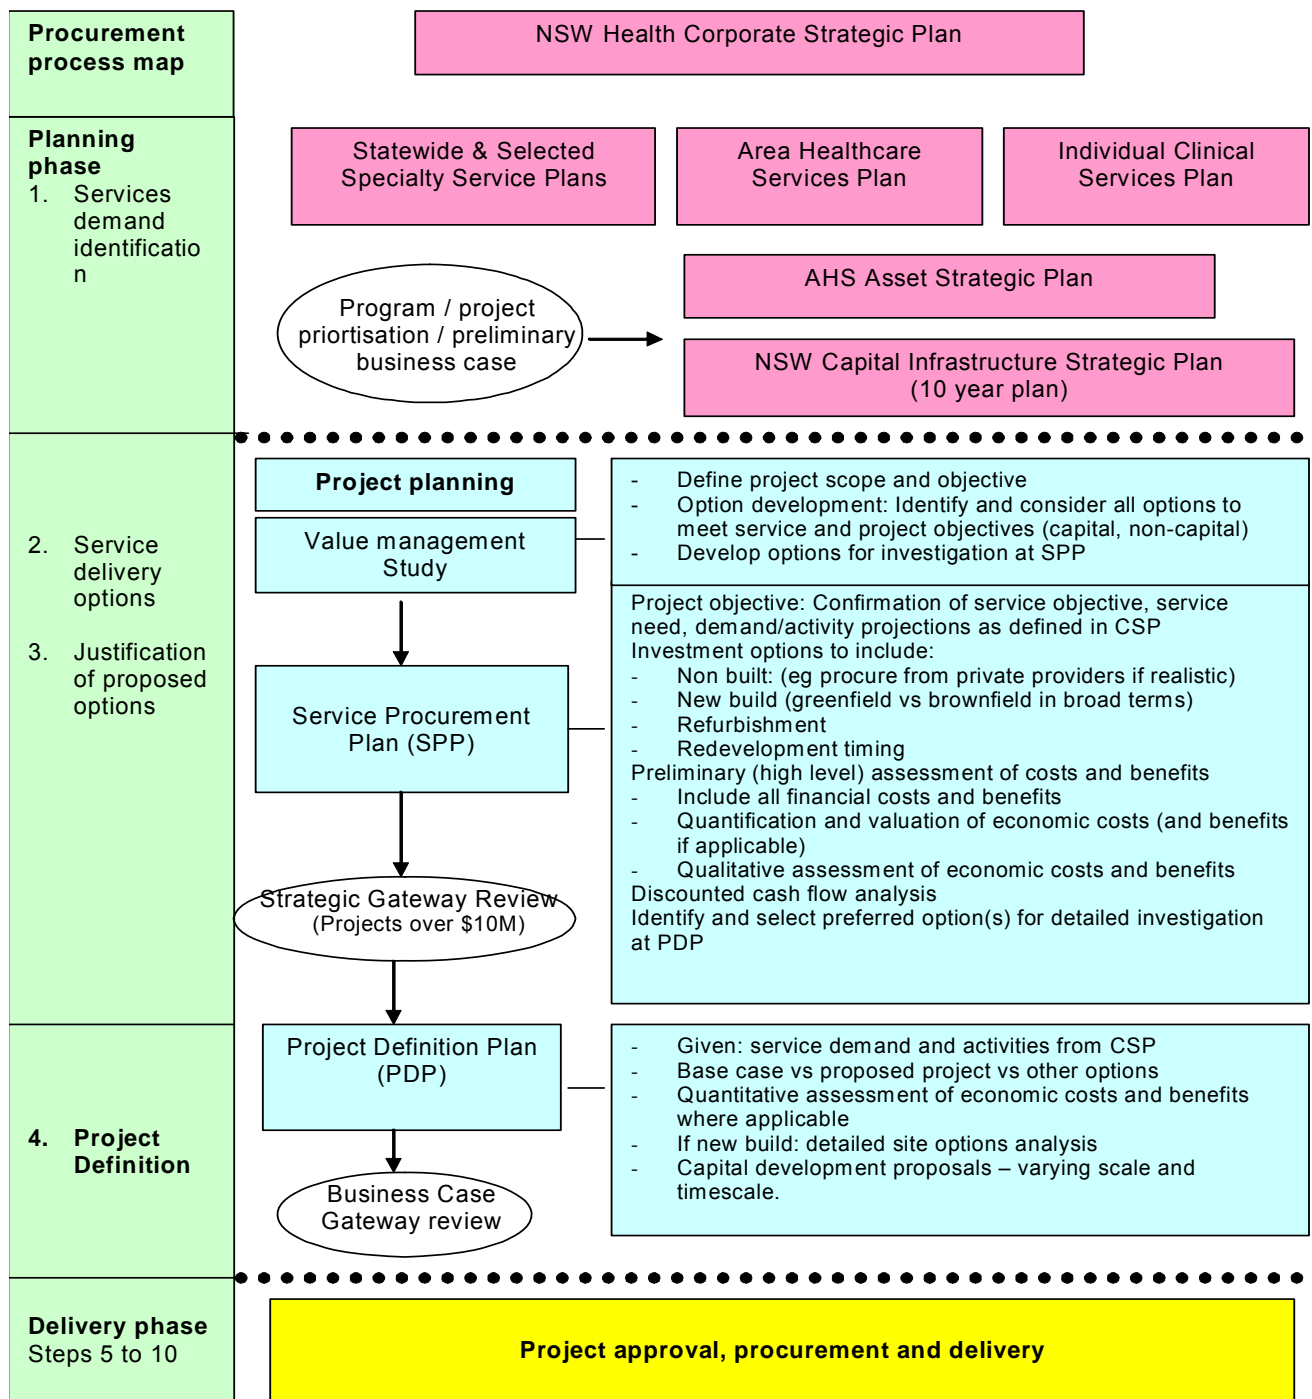 Procurement
process map
NSW Health Corporate Strategic Plan
Planning
phase
1. Services
demand
identificatio
n
Statewide & Selected
Specialty Service Plans
Area Healthcare
Services Plan
Individual Clinical
Services Plan
Program / project
priortisation / preliminary
business case
AHS Asset Strategic Plan
NSW Capital Infrastructure Strategic Plan
(10 year plan)
2. Service
delivery
options
3. Justification
of proposed
options
Project planning
Value management
Study
- Define project scope and objective
- Option development: Identify and consider all options to
meet service and project objectives (capital, non-capital)
- Develop options for investigation at SPP
Service Procurement
Plan (SPP)
Project objective: Confirmation of service objective, service
need, demand/activity projections as defined in CSP
Investment options to include:
- Non built: (eg procure from private providers if realistic)
- New build (greenfield vs brownfield in broad terms)
- Refurbishment
- Redevelopment timing
Preliminary (high level) assessment of costs and benefits
- Include all financial costs and benefits
- Quantification and valuation of economic costs (and benefits
if applicable)
- Qualitative assessment of economic costs and benefits
Discounted cash flow analysis
Identify and select preferred option(s) for detailed investigation
at PDP
Strategic Gateway Review
(Projects over $10M)
4. Project
Definition
Project Definition Plan
(PDP)
- Given: service demand and activities from CSP
- Base case vs proposed project vs other options
- Quantitative assessment of economic costs and benefits
where applicable
- If new build: detailed site options analysis
- Capital development proposals – varying scale and
timescale.
Business Case
Gateway review
Delivery phase
Steps 5 to 10
Project approval, procurement and delivery